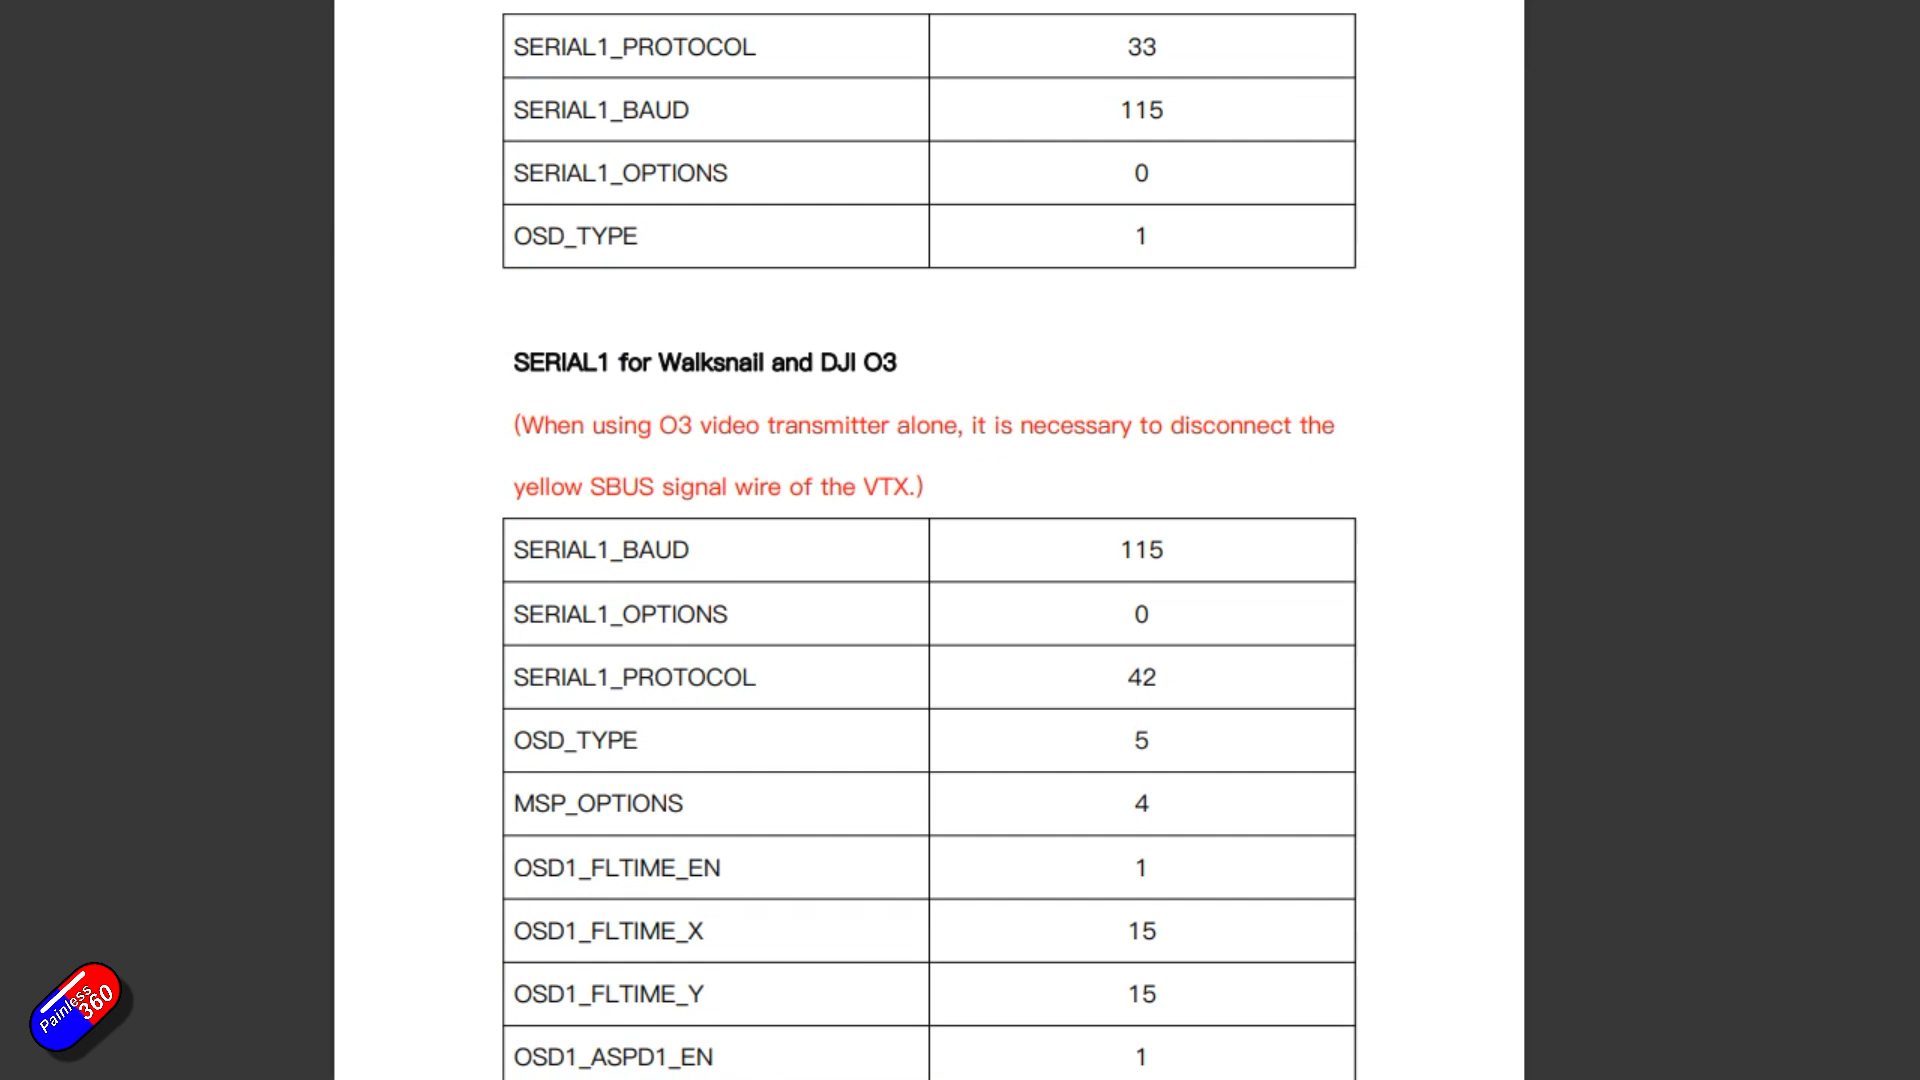 SERIAL1_PROTOCOL 33
SERIAL1_BAUD 115
SERIAL1_OPTIONS 0
OSD_TYPE 1
SERIAL1 for Walksnail and DJI O3
(When using O3 video transmitter alone, it is necessary to disconnect the
yellow SBUS signal wire of the VTX.)
SERIAL1_BAUD 115
SERIAL1_OPTIONS 0
SERIAL1_PROTOCOL 42
OSD_TYPE 5
MSP_OPTIONS 4
OSD1_FLTIME_EN 1
OSD1_FLTIME_X 15
OSD1_FLTIME_Y 15
OSD1_ASPD1_EN 1
Painless
360